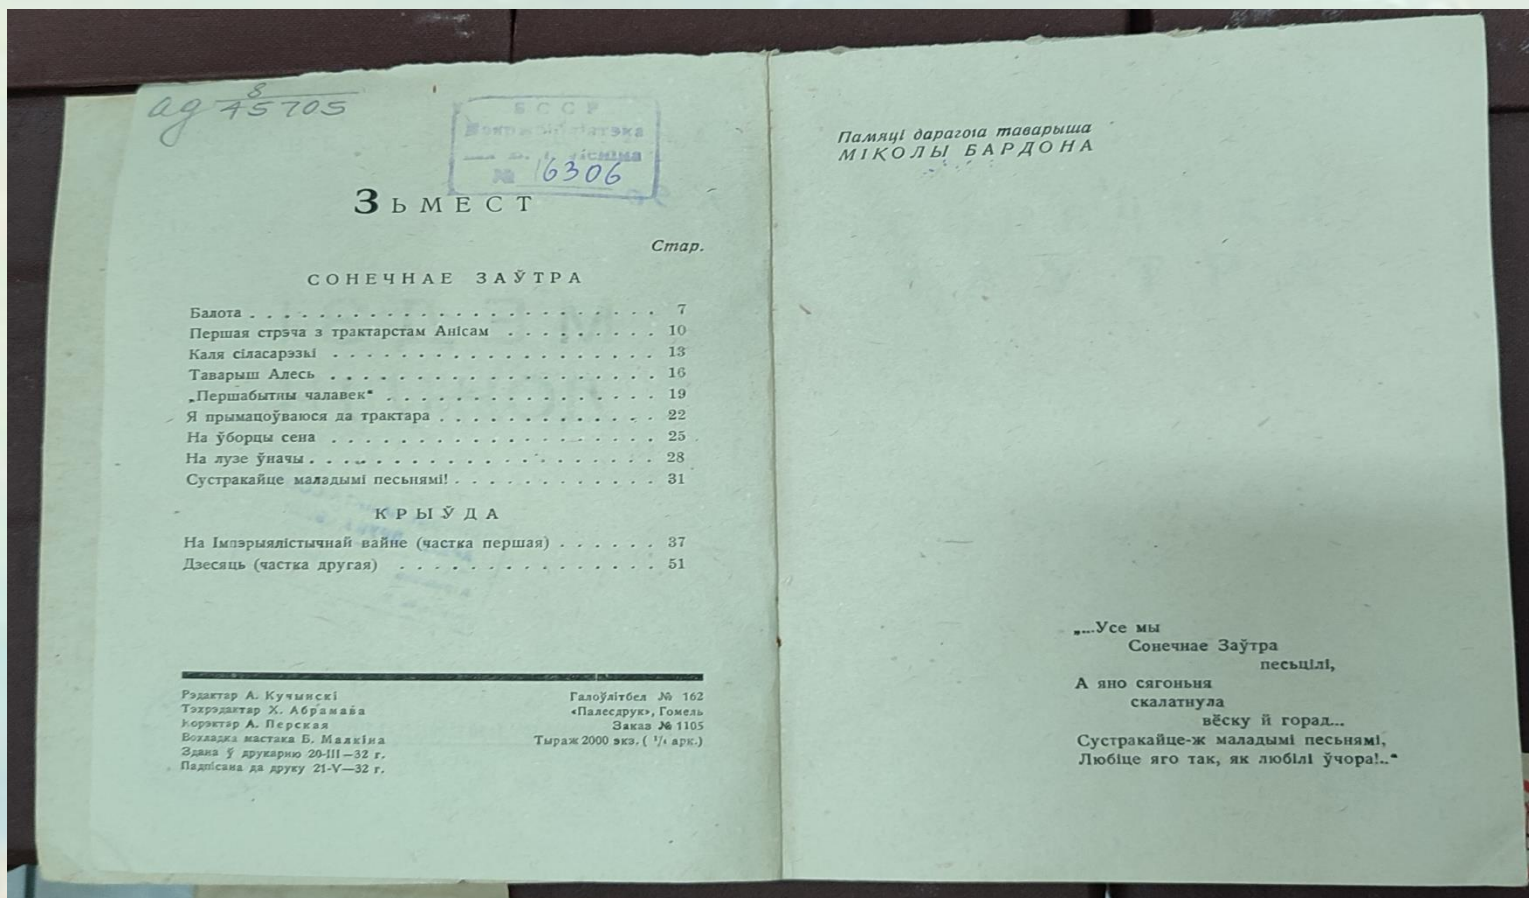 ад 8
45705
БССР
№ 16306
ЗЬМЕСТ
Стар.
СОНЕЧНАЕ ЗАЎТРА
Балота . . . . . . . . . . . . . . . . . . . . . . 7
Першая стрэча з трактарстам Анісам . . . . . . . . . 10
Каля сіласарэзкі . . . . . . . . . . . . . . . . . . 13
Таварыш Алесь . . . . . . . . . . . . . . . . . . 16
„Першабытны чалавек“ . . . . . . . . . . . . . . . 19
Я прымацоўваюся да трактара . . . . . . . . . . . . 22
На ўборцы сена . . . . . . . . . . . . . . . . . . 25
На лузе ўначы . . . . . . . . . . . . . . . . . . . 28
Сустракайце маладымі песьнямі! . . . . . . . . . . . 31
КРЫЎДА
На Імпэрыялістычнай вайне (частка першая) . . . . . . 37
Дзесяць (частка другая) . . . . . . . . . . . . . . . 51
Рэдактар А. Кучынскі
Тэхрэдактар Х. Абрамава
Корэктар А. Перская
Вокладка мастака Б. Малкіна
Здана ў друкарню 20-III—32 г.
Падпісана да друку 21-V—32 г.
Галоўлітбел № 162
«Палесдрук», Гомель
Заказ № 1105
Тыраж 2000 экз. ( арк.)
Памяці дарагога таварыша
МІКОЛЫ БАРДОНА
„...Усе мы
Сонечнае Заўтра
песьцілі,
А яно сягоньня
скалатнула
вёску й горад...
Сустракайце-ж маладымі песьнямі,
Любіце яго так, як любілі ўчора!..“